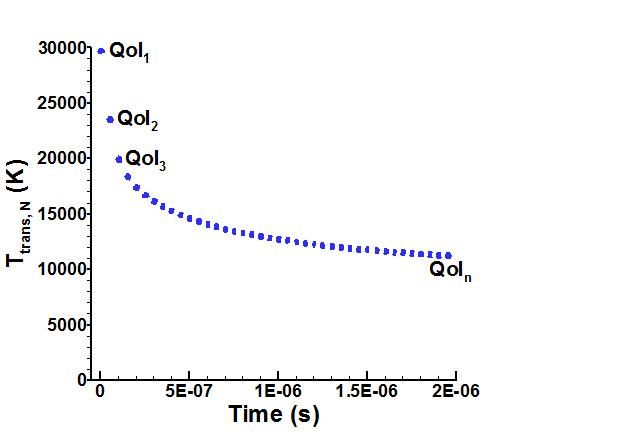 30000
QoI1
25000
QoI2
20000
QoI3
15000
10000
QoIn
5000
0
Ttrans, N (K)
0 5E-07 1E-06 1.5E-06 2E-06
Time (s)